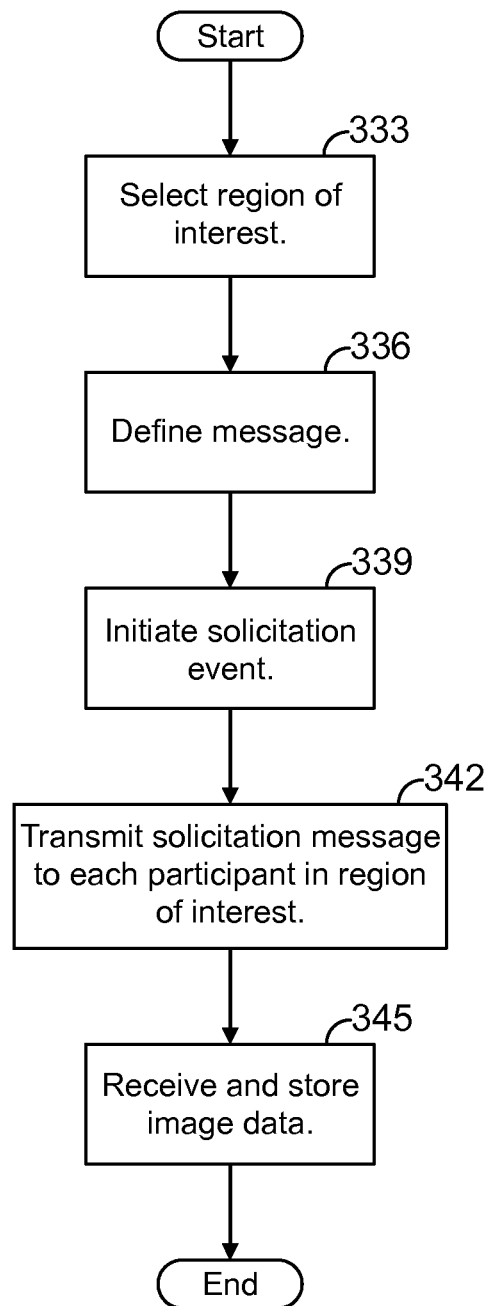 Start
333
Select region of
interest.
336
Define message.
339
Initiate solicitation
event.
342
Transmit solicitation message
to each participant in region
of interest.
345
Receive and store
image data.
End